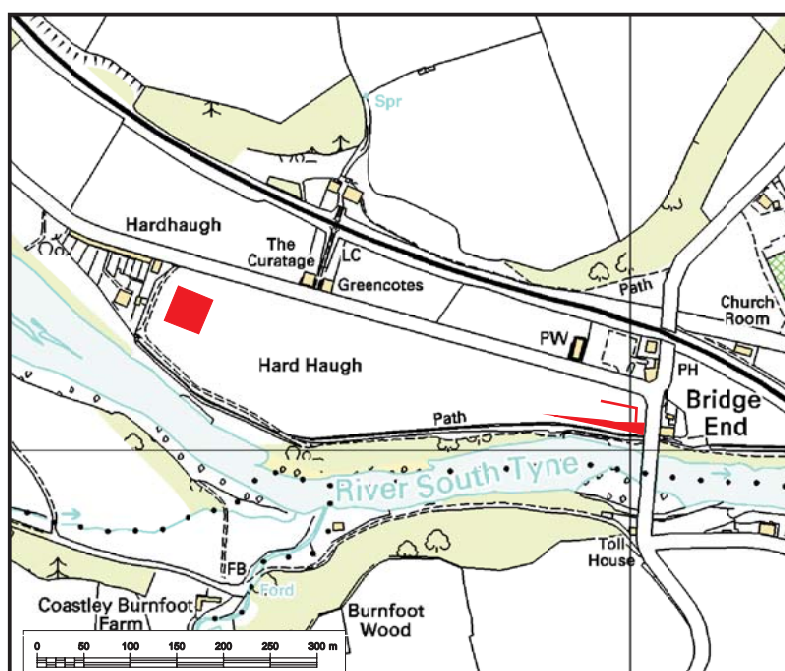 Spr
Hardhaugh
The
Curatage
LC
Greencotes
Path
Church
Room
PW
Hard Haugh
PH
Bridge
End
Path
River South Tyne
Toll
House
FB
Ford
Coastley Burnfoot
Farm
Burnfoot
Wood
0 50 100 150 200 250 300 m